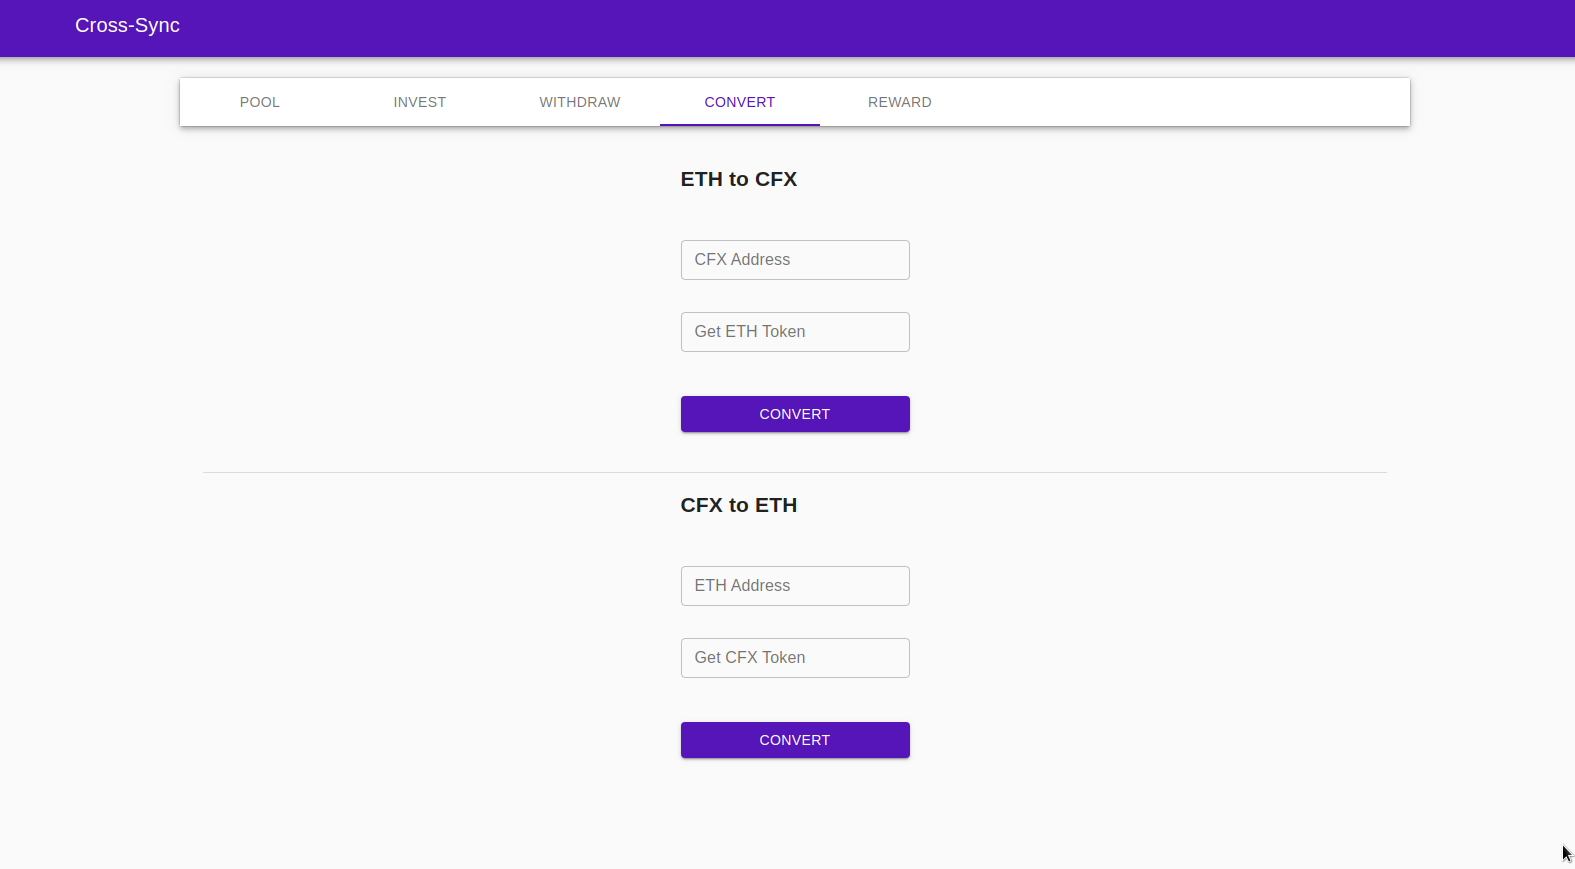 Cross-Sync
POOL INVEST WITHDRAW CONVERT REWARD
ETH to CFX
CFX Address
Get ETH Token
CONVERT
CFX to ETH
ETH Address
Get CFX Token
CONVERT